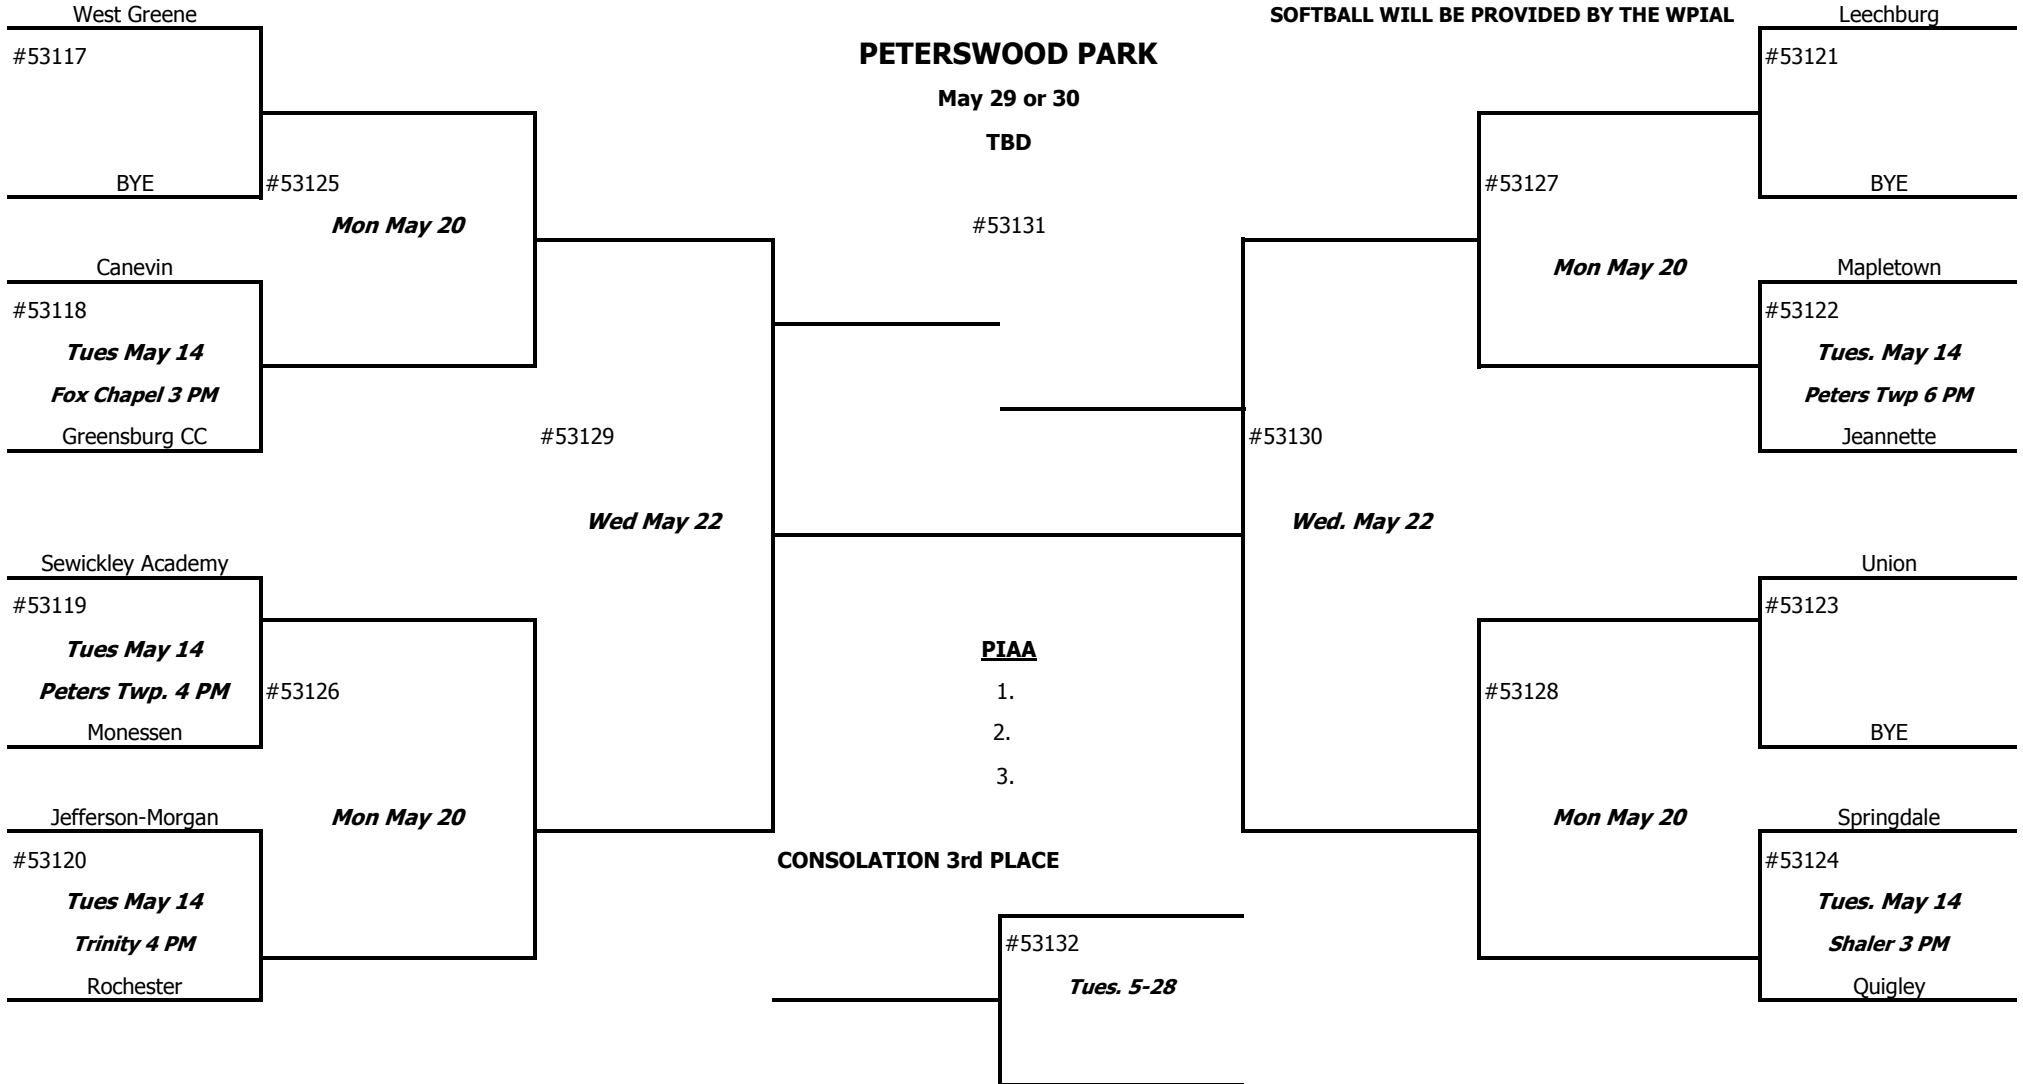 West Greene
#53117
BYE
#53125
Mon May 20
Canevin
#53118
Tues May 14
Fox Chapel 3 PM
Greensburg CC
#53129
Wed May 22
Sewickley Academy
#53119
Tues May 14
Peters Twp. 4 PM
Monessen
#53126
Mon May 20
Jefferson-Morgan
#53120
Tues May 14
Trinity 4 PM
Rochester
SOFTBALL WILL BE PROVIDED BY THE WPIAL
PETERSWOOD PARK
May 29 or 30
TBD
#53131
PIAA
1.
2.
3.
CONSOLATION 3rd PLACE
#53132
Tues. 5-28
Leechburg
#53121
BYE
#53127
Mon May 20
Mapletown
#53122
Tues. May 14
Peters Twp 6 PM
Jeannette
#53130
Wed. May 22
Union
#53123
BYE
#53128
Mon May 20
Springdale
#53124
Tues. May 14
Shaler 3 PM
Quigley